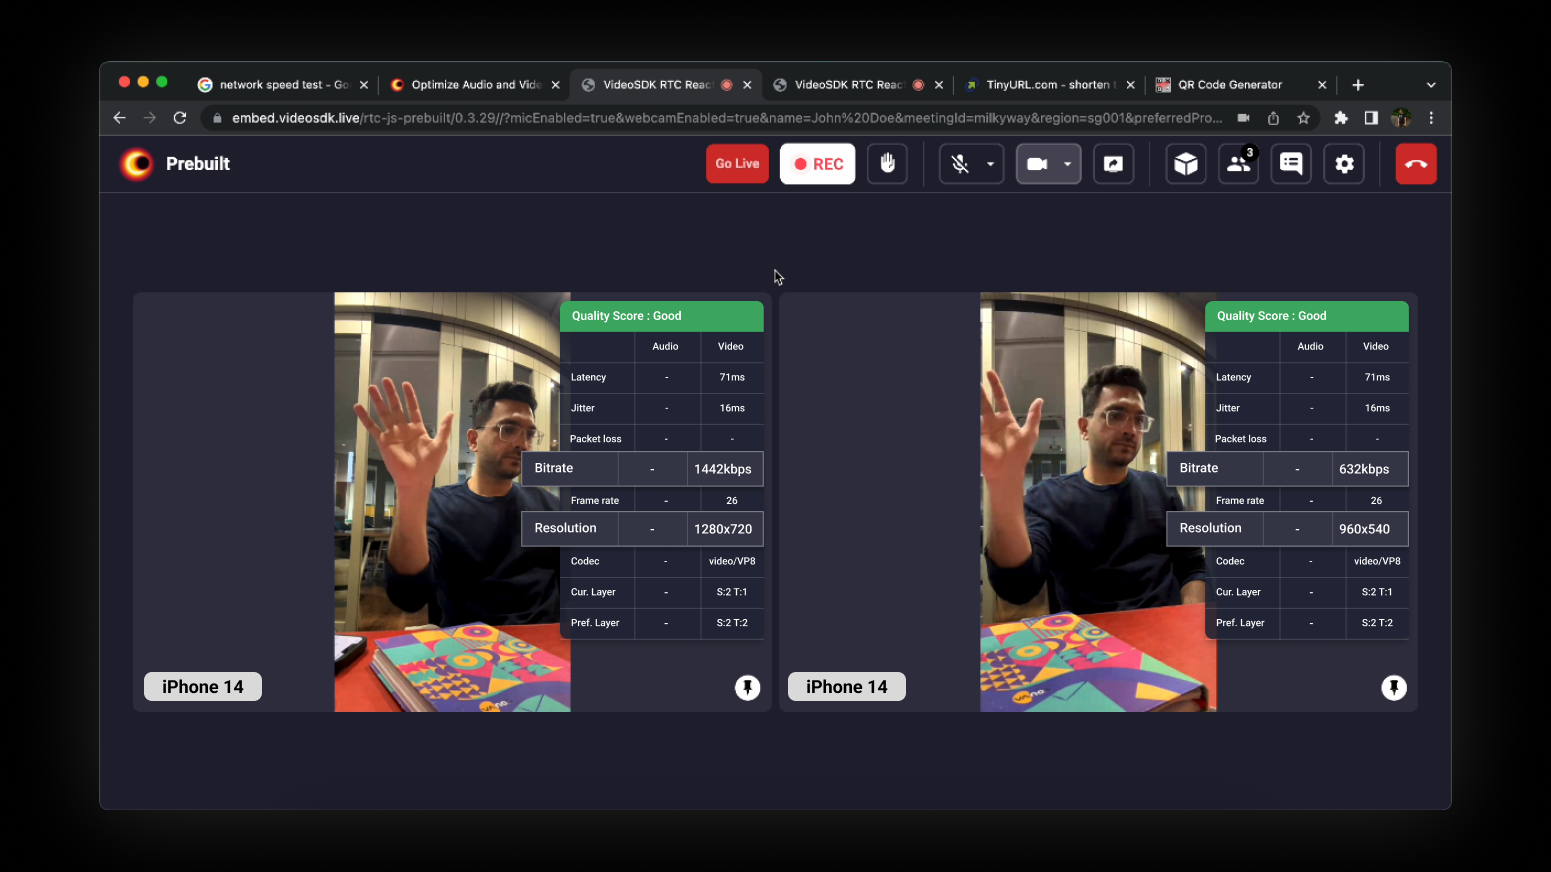 network speed test - Go
Optimize Audio and Vide
VideoSDK RTC Reac
VideoSDK RTC Reac
TinyURL.com - shorten t
QR Code Generator
embed.videosdk.live/rtc-js-prebuilt/0.3.29//?micEnabled=true&webcamEnabled=true&name=John%20Doe&meetingId=milkyway&region=sg001&preferredPro...
Prebuilt
Go Live
REC
3
Quality Score : Good
Audio Video
Latency - 71ms
Jitter - 16ms
Packet loss - -
Bitrate - 1442kbps
Frame rate - 26
Resolution - 1280x720
Codec - video/VP8
Cur. Layer - S:2 T:1
Pref. Layer - S:2 T:2
iPhone 14
Quality Score : Good
Audio Video
Latency - 71ms
Jitter - 16ms
Packet loss - -
Bitrate - 632kbps
Frame rate - 26
Resolution - 960x540
Codec - video/VP8
Cur. Layer - S:2 T:1
Pref. Layer - S:2 T:2
iPhone 14